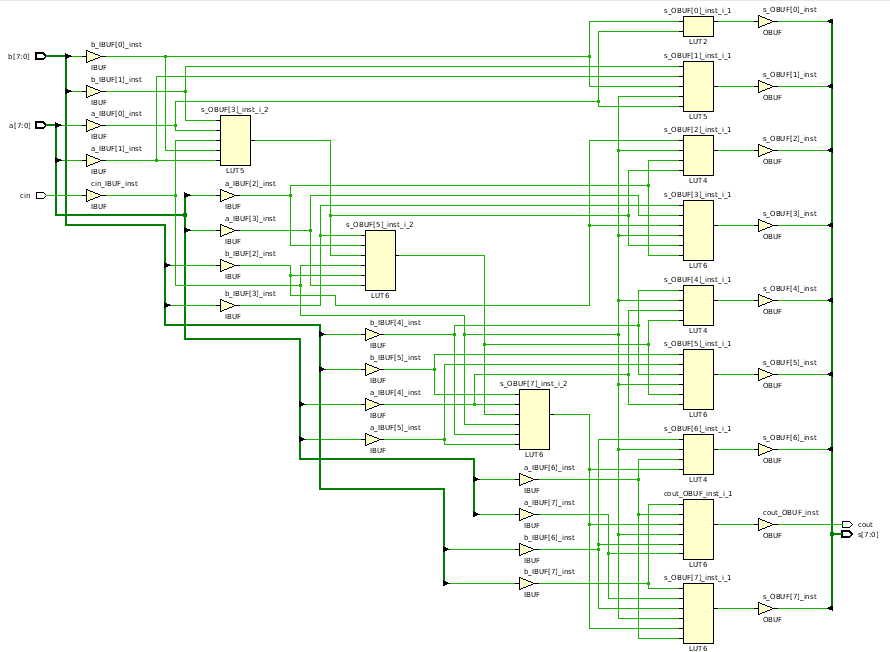 s_OBUF[0]_inst_i_1
LUT2
s_OBUF[0]_inst
OBUF
b[7:0]
b_IBUF[0]_inst
IBUF
s_OBUF[1]_inst_i_1
LUT5
s_OBUF[1]_inst
OBUF
b_IBUF[1]_inst
IBUF
a[7:0]
a_IBUF[0]_inst
IBUF
s_OBUF[3]_inst_i_2
LUT5
a_IBUF[1]_inst
IBUF
s_OBUF[2]_inst_i_1
LUT4
s_OBUF[2]_inst
OBUF
cin
cin_IBUF_inst
IBUF
a_IBUF[2]_inst
IBUF
s_OBUF[3]_inst_i_1
LUT6
s_OBUF[3]_inst
OBUF
a_IBUF[3]_inst
IBUF
s_OBUF[5]_inst_i_2
LUT6
b_IBUF[2]_inst
IBUF
b_IBUF[3]_inst
IBUF
s_OBUF[4]_inst_i_1
LUT4
s_OBUF[4]_inst
OBUF
b_IBUF[4]_inst
IBUF
s_OBUF[5]_inst_i_1
LUT6
s_OBUF[5]_inst
OBUF
b_IBUF[5]_inst
IBUF
a_IBUF[4]_inst
IBUF
s_OBUF[7]_inst_i_2
LUT6
a_IBUF[5]_inst
IBUF
s_OBUF[6]_inst_i_1
LUT4
s_OBUF[6]_inst
OBUF
a_IBUF[6]_inst
IBUF
cout_OBUF_inst_i_1
LUT6
cout_OBUF_inst
OBUF
cout
s[7:0]
a_IBUF[7]_inst
IBUF
b_IBUF[6]_inst
IBUF
b_IBUF[7]_inst
IBUF
s_OBUF[7]_inst_i_1
LUT6
s_OBUF[7]_inst
OBUF